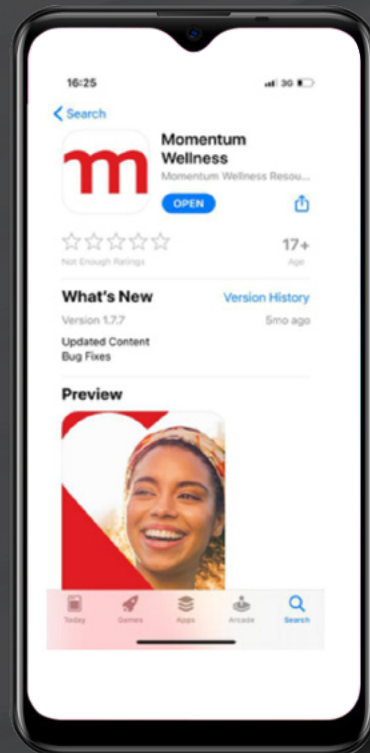 16:25
3G
Search
m
Momentum
Wellness
Momentum Wellness Resou...
OPEN
Not Enough Ratings
17+
Age
What's New
Version History
Version 1.7.7
5mo ago
Updated Content
Bug Fixes
Preview
Today
Games
Apps
Arcade
Search